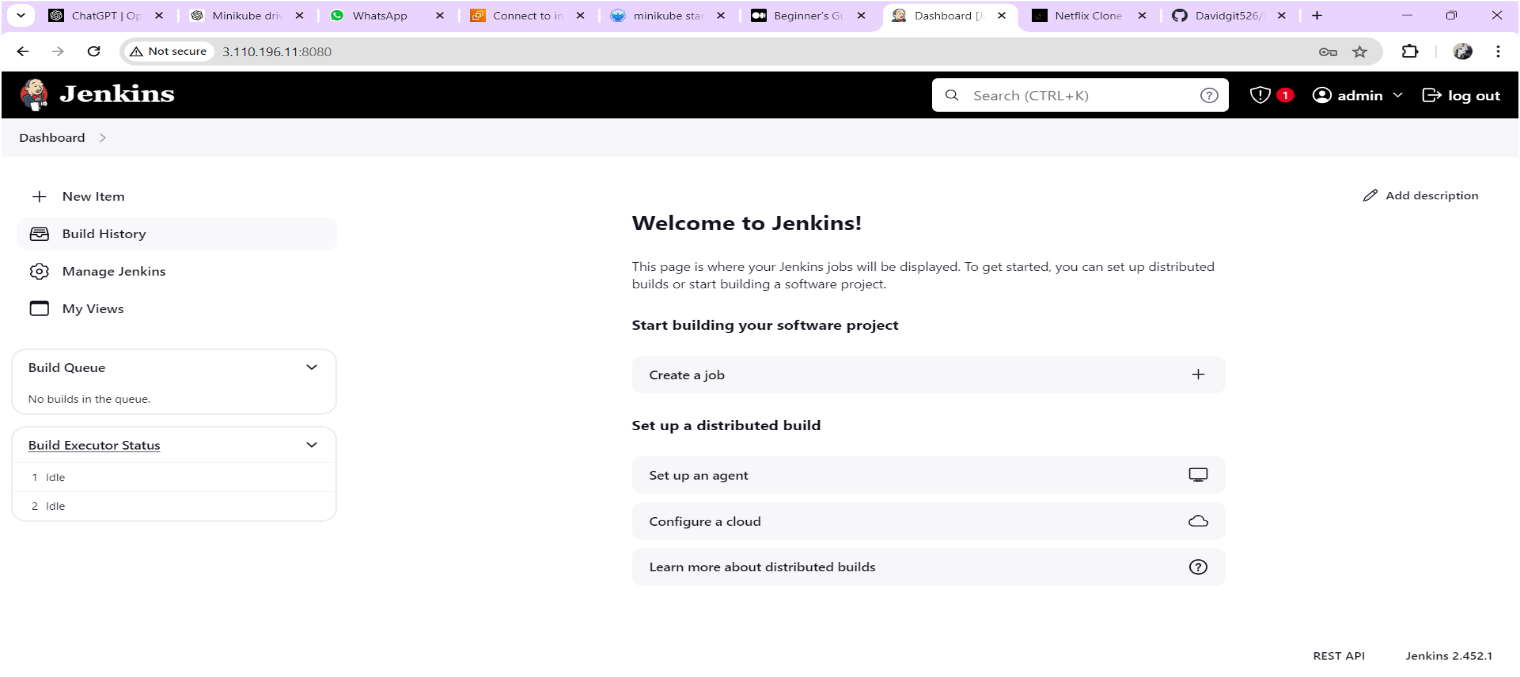 ChatGPT | Op
Minikube driv
WhatsApp
Connect to in
minikube star
Beginner's Gu
Dashboard [J
Netflix Clone
Davidgit526/
Not secure
3.110.196.11:8080
Jenkins
Search (CTRL+K)
1
admin
log out
Dashboard
New Item
Build History
Manage Jenkins
My Views
Build Queue
No builds in the queue.
Build Executor Status
1 Idle
2 Idle
Add description
Welcome to Jenkins!
This page is where your Jenkins jobs will be displayed. To get started, you can set up distributed
builds or start building a software project.
Start building your software project
Create a job
Set up a distributed build
Set up an agent
Configure a cloud
Learn more about distributed builds
REST API
Jenkins 2.452.1